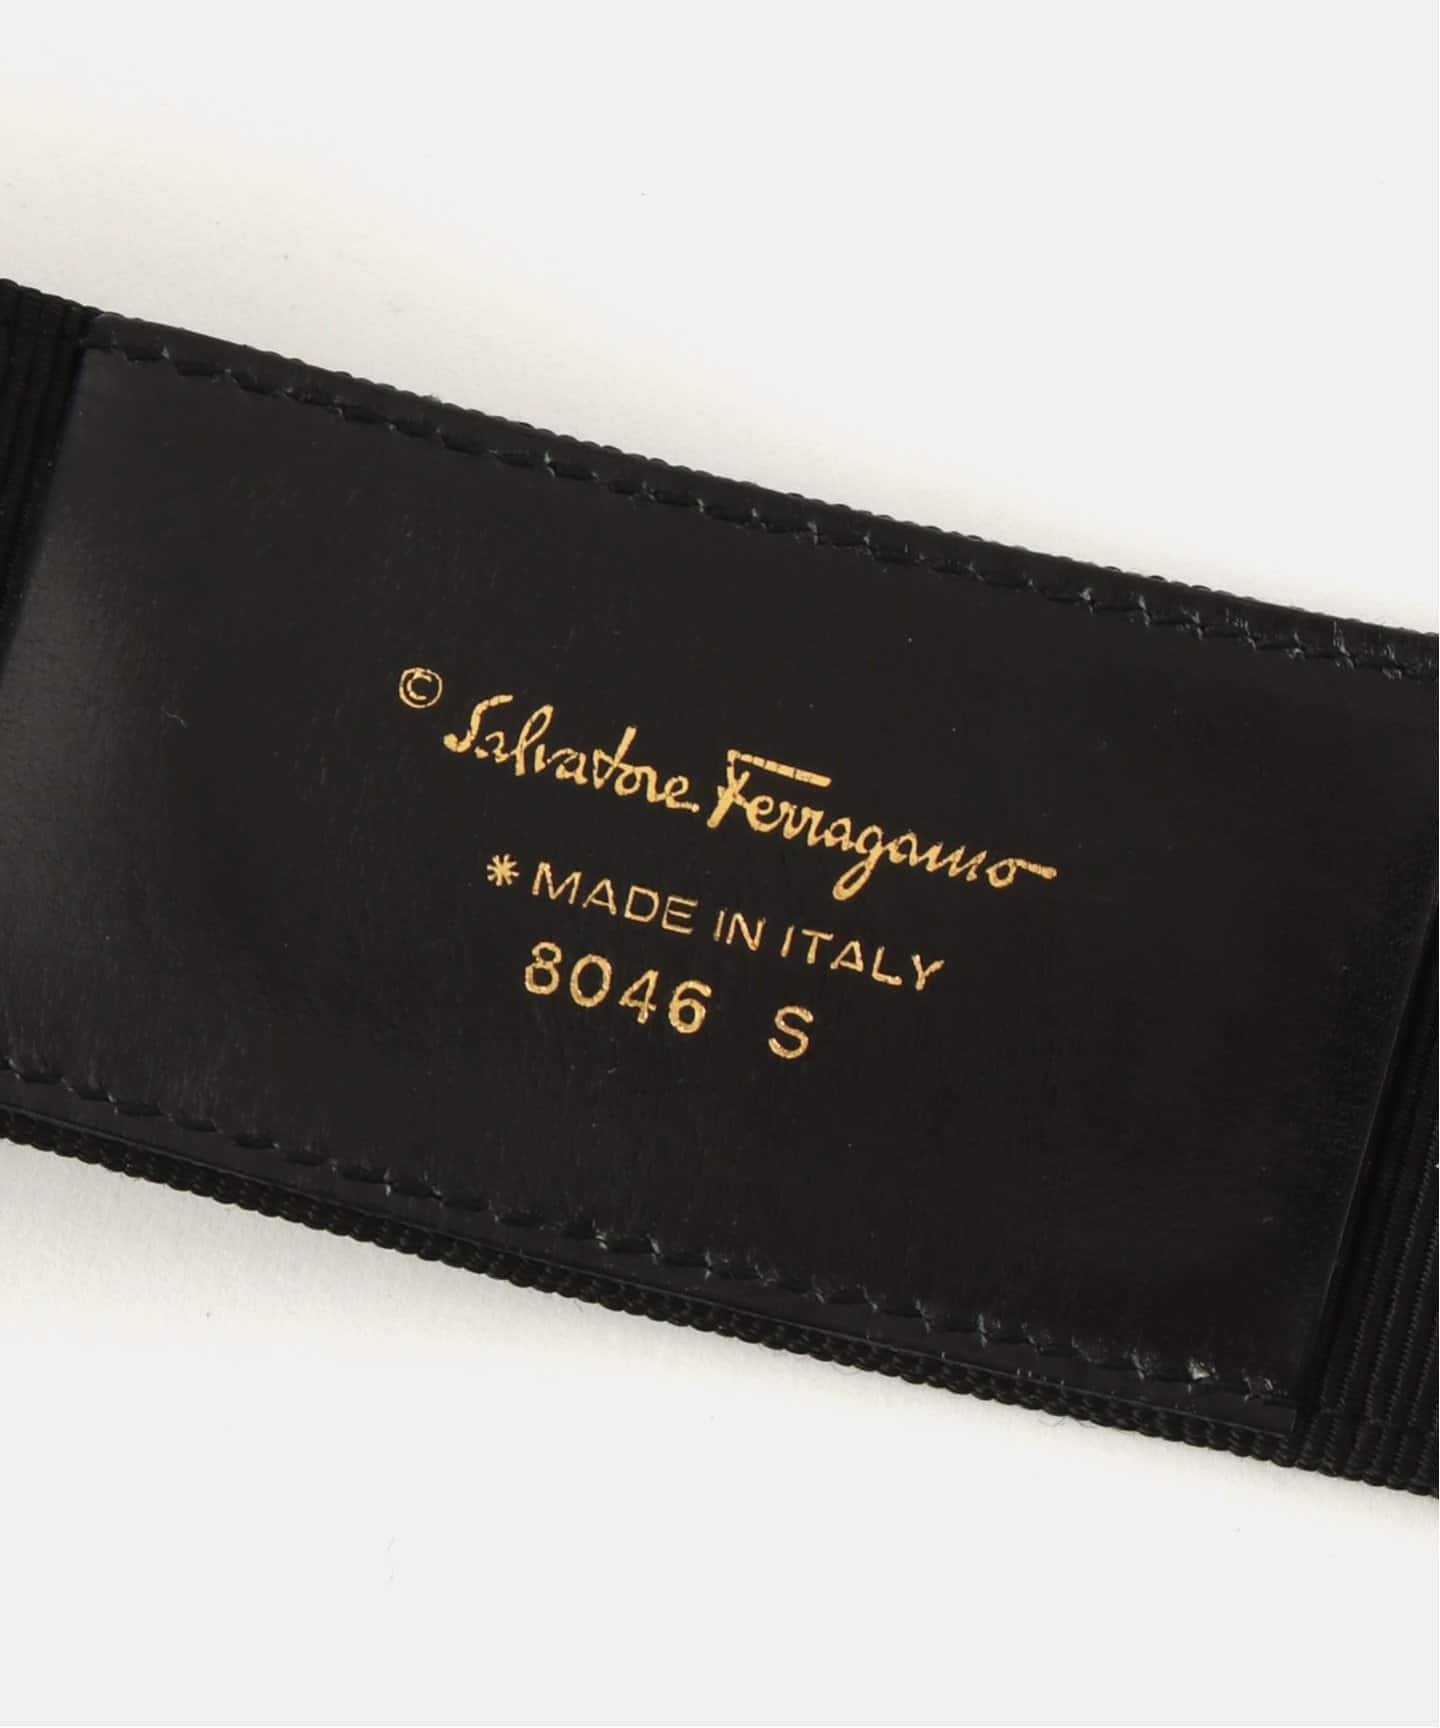 © Salvatore Ferragamo
*MADE IN ITALY
8046 S